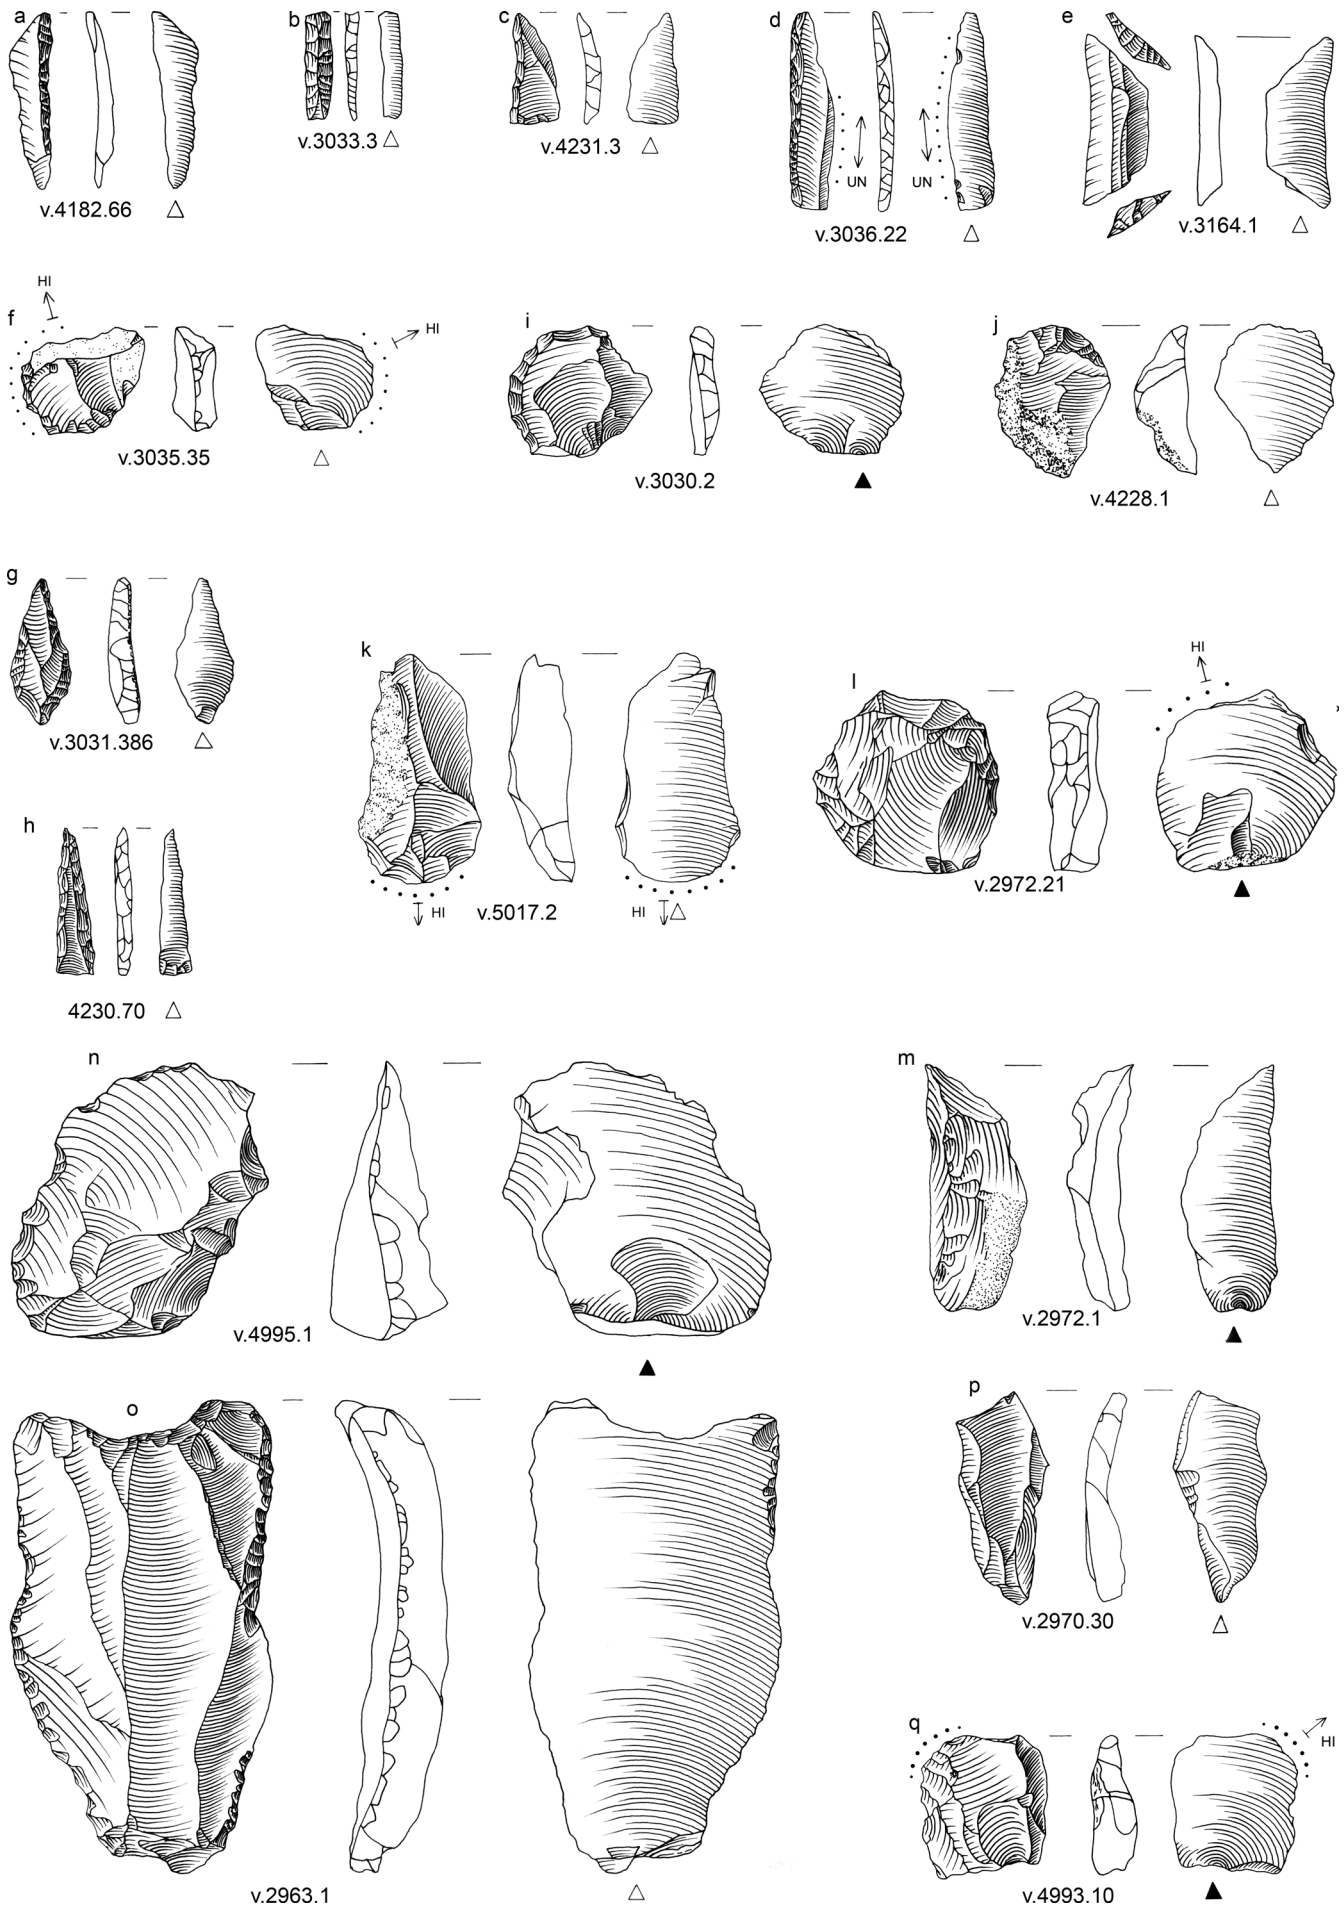 a
b
c
d
e
v.4182.66
v.3033.3
v.4231.3
UN
UN
v.3036.22
v.3164.1
HI
f
HI
v.3035.35
i
v.3030.2
j
v.4228.1
g
v.3031.386
k
HI
v.5017.2
HI
l
HI
v.2972.21
h
4230.70
n
v.4995.1
m
v.2972.1
o
v.2963.1
p
v.2970.30
q
HI
v.4993.10